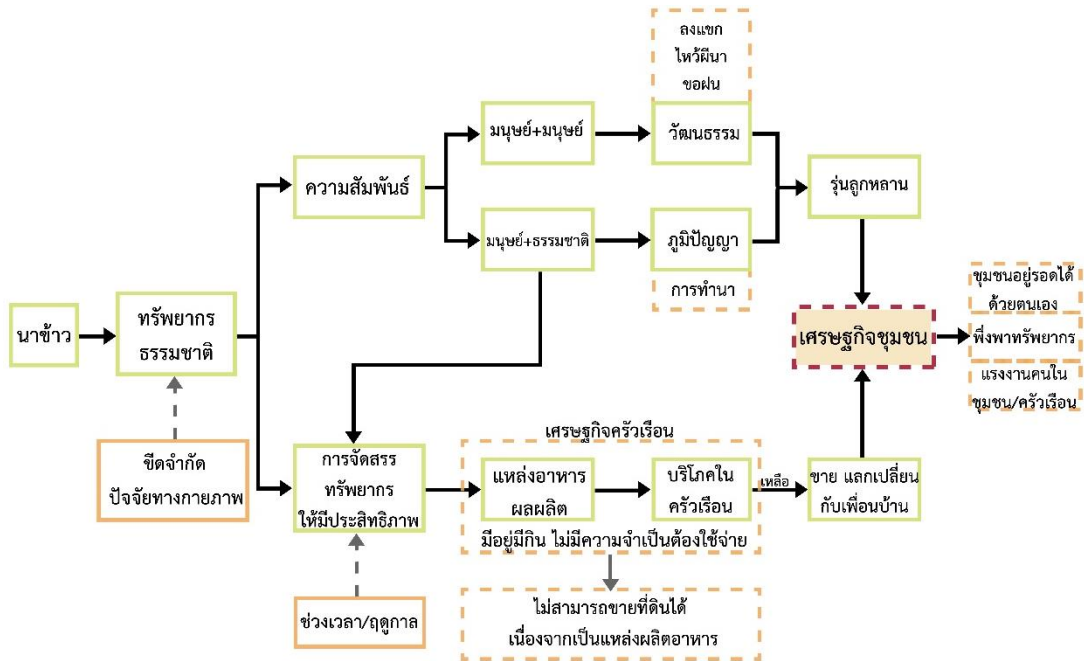 ลงแขก
ไหว้ผีนา
ขอฝน
มนุษย์+มนุษย์
วัฒนธรรม
ความสัมพันธ์
รุ่นลูกหลาน
มนุษย์+ธรรมชาติ
ภูมิปัญญา
การทำนา
นาข้าว
ทรัพยากร
ธรรมชาติ
เศรษฐกิจชุมชน
ชุมชนอยู่รอดได้
ด้วยตนเอง
พึ่งพาทรัพยากร
แรงงานคนใน
ชุมชน/ครัวเรือน
ขีดจำกัด
ปัจจัยทางกายภาพ
การจัดสรร
ทรัพยากร
ให้มีประสิทธิภาพ
เศรษฐกิจครัวเรือน
แหล่งอาหาร
ผลผลิต
บริโภคใน
ครัวเรือน
เหลือ
ขาย แลกเปลี่ยน
กับเพื่อนบ้าน
มีอยู่มีกิน ไม่มีความจำเป็นต้องใช้จ่าย
ช่วงเวลา/ฤดูกาล
ไม่สามารถขายที่ดินได้
เนื่องจากเป็นแหล่งผลิตอาหาร